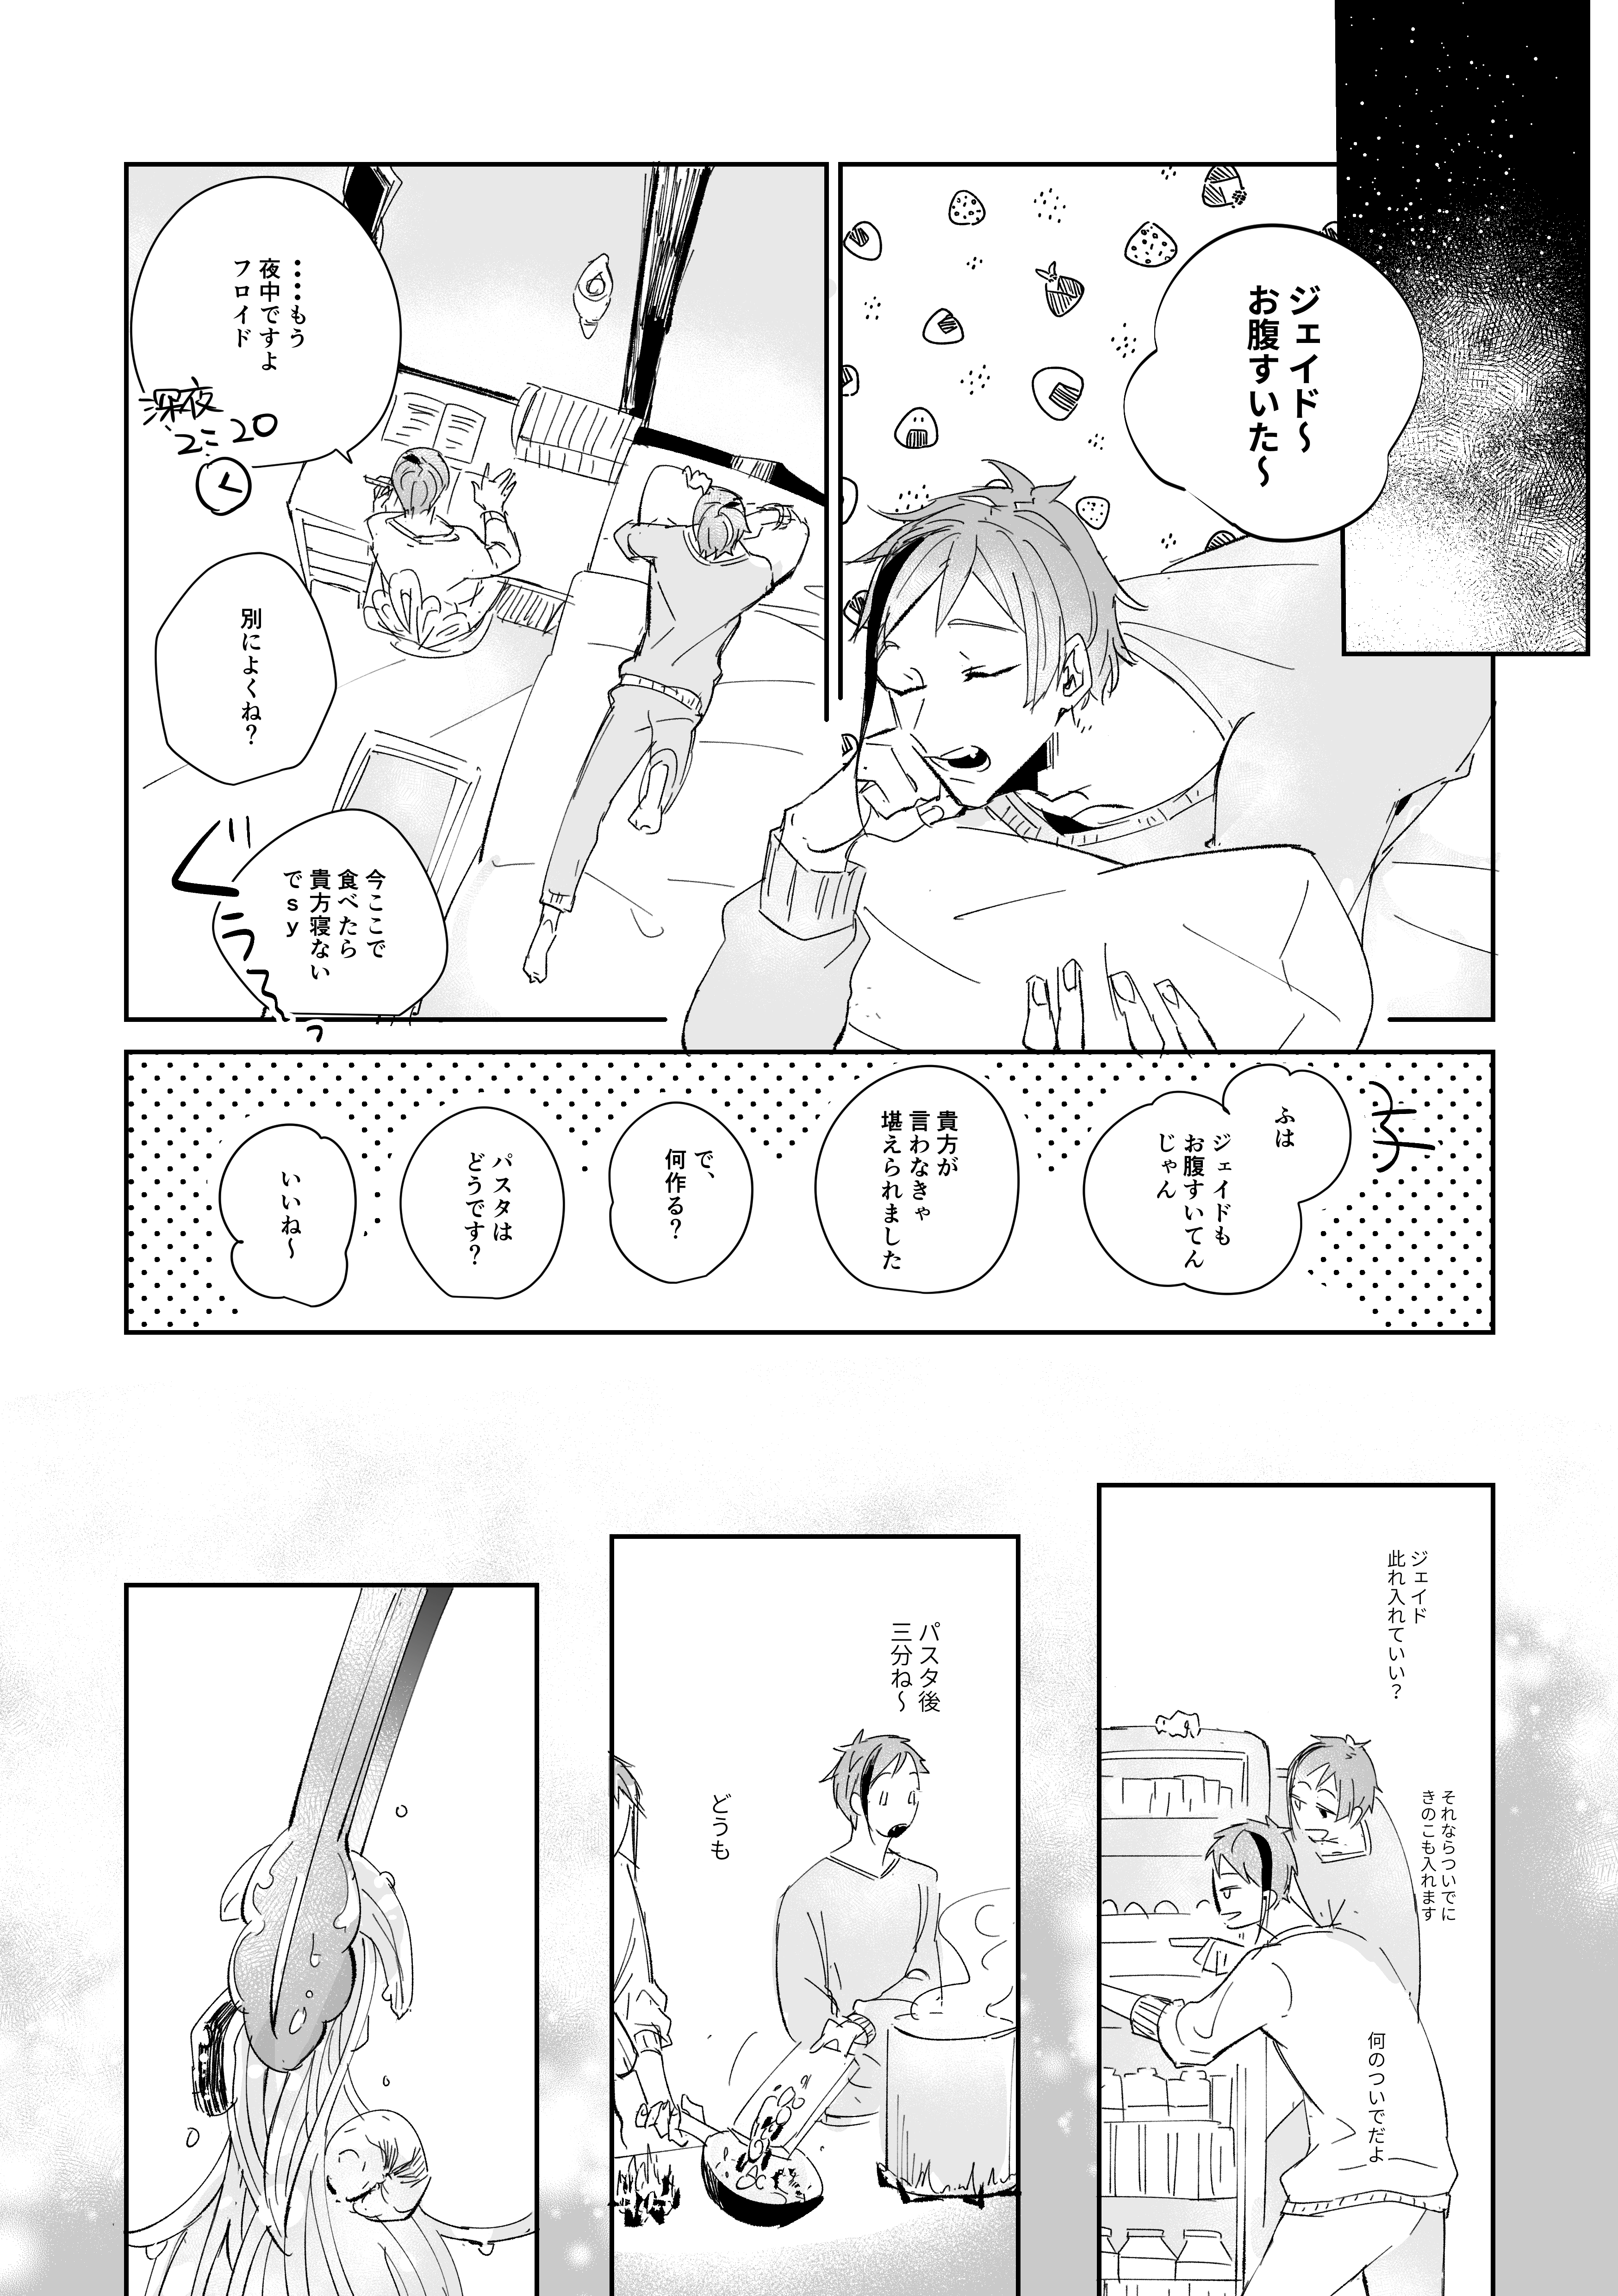 ジェイド〜
お腹すいた〜
‥‥もう
夜中ですよ
フロイド
深夜
2:20
別によくね?
今ここで
食べたら
貴方寝ない
でsy
ぐぅぅ〜っ
ふは
ジェイドも
お腹すいてん
じゃん
貴方が
言わなきゃ
堪えられました
で、
何作る?
パスタは
どうです?
いいね〜
ジェイド
此れ入れていい?
それならついでに
きのこも入れます
何のついでだよ
パスタ後
三分ね〜
どうも